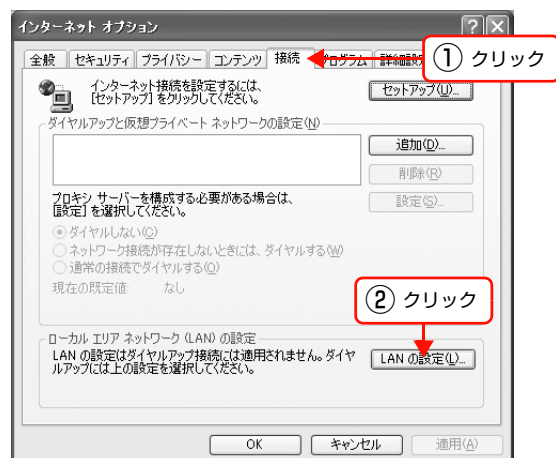 インターネット オプション
全般 セキュリティ プライバシー コンテンツ 接続 プログラム
① クリック
インターネット接続を設定するには、
[セットアップ] をクリックしてください。
セットアップ(U)...
ダイヤルアップと仮想プライベート ネットワークの設定(N)
追加(D)...
削除(R)
プロキシ サーバーを構成する必要がある場合は、
[設定] を選択してください。
設定(S)...
ダイヤルしない(C)
ネットワーク接続が存在しないときには、ダイヤルする(W)
通常の接続でダイヤルする(O)
現在の既定値: なし
② クリック
ローカル エリア ネットワーク (LAN) の設定
LAN の設定はダイヤルアップ接続には適用されません。ダイヤ
ルアップには上の設定を選択してください。
LAN の設定(L)...
OK キャンセル 適用(A)